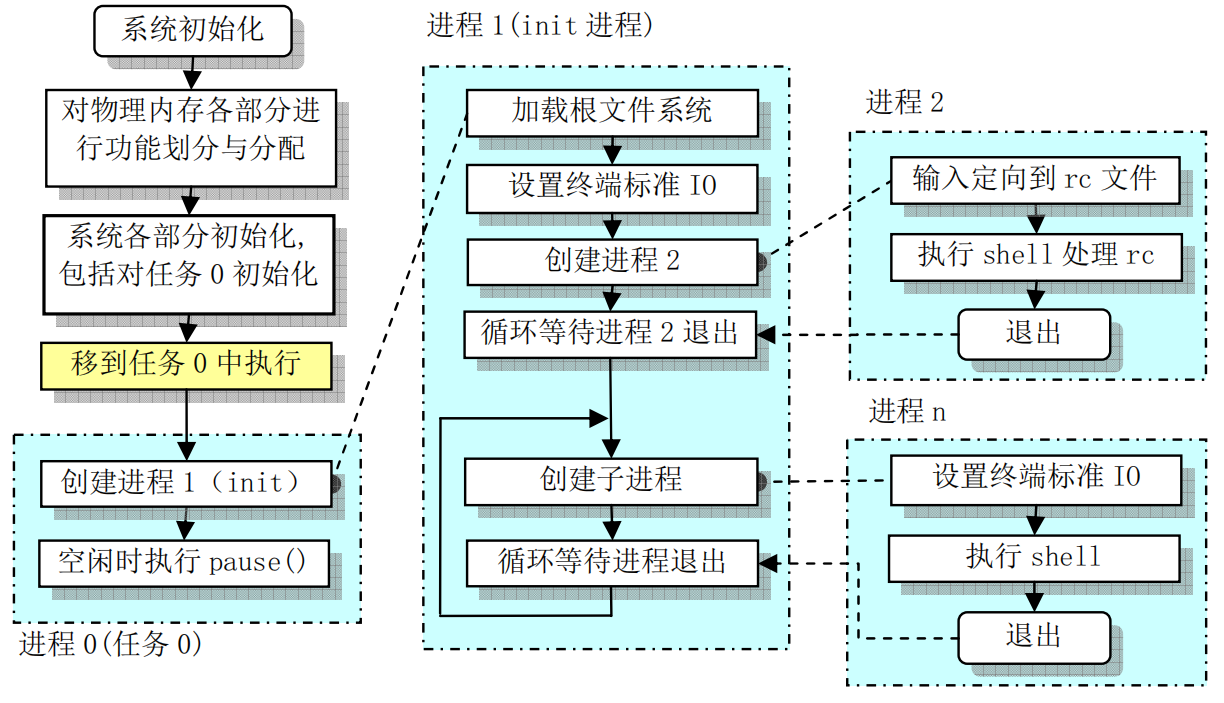 系统初始化
对物理内存各部分进
行功能划分与分配
系统各部分初始化,
包括对任务 0 初始化
移到任务 0 中执行
创建进程 1（init）
空闲时执行 pause()
进程 0(任务 0)
进程 1(init 进程)
加载根文件系统
设置终端标准 IO
创建进程 2
循环等待进程 2 退出
创建子进程
循环等待进程退出
进程 2
输入定向到 rc 文件
执行 shell 处理 rc
退出
进程 n
设置终端标准 IO
执行 shell
退出